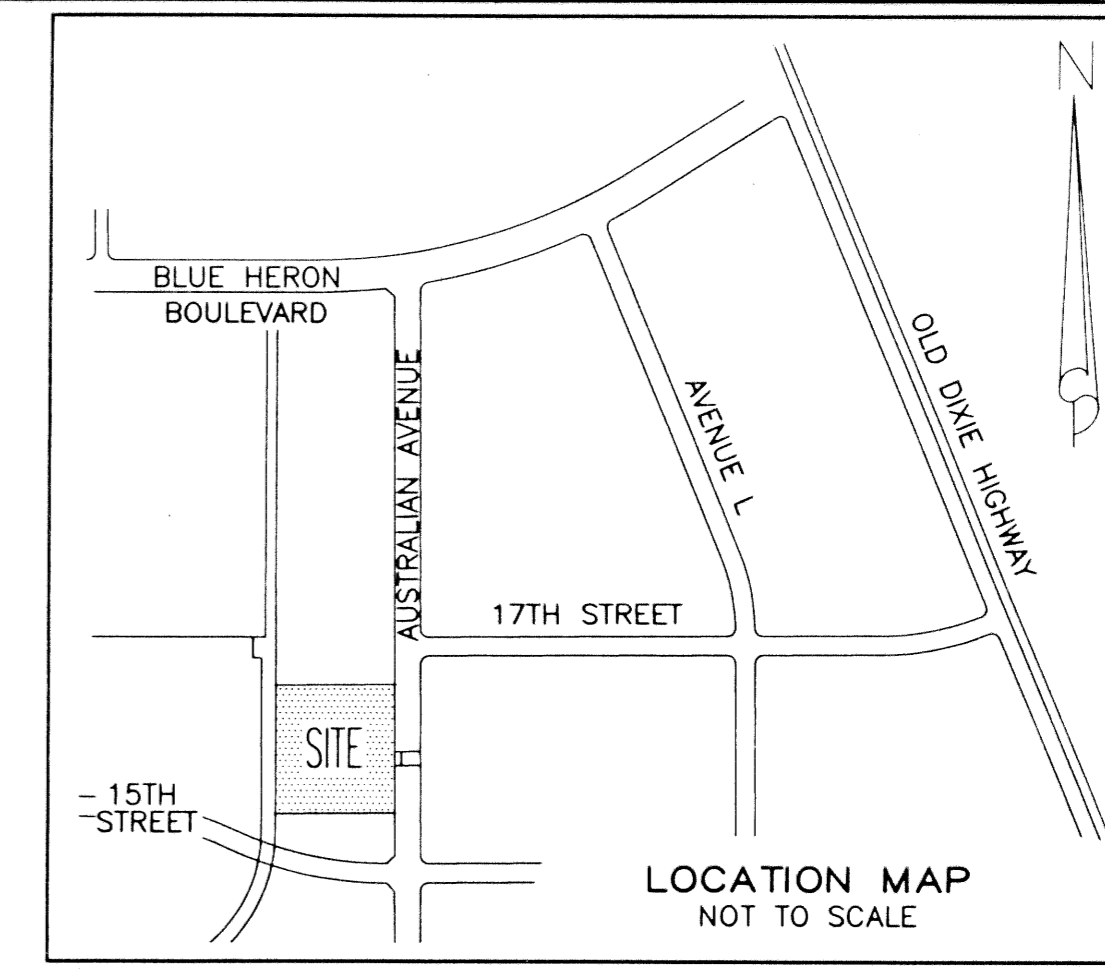 N
BLUE HERON
BOULEVARD
AUSTRALIAN AVENUE
AVENUE L
OLD DIXIE HIGHWAY
17TH STREET
SITE
15TH
STREET
LOCATION MAP
NOT TO SCALE